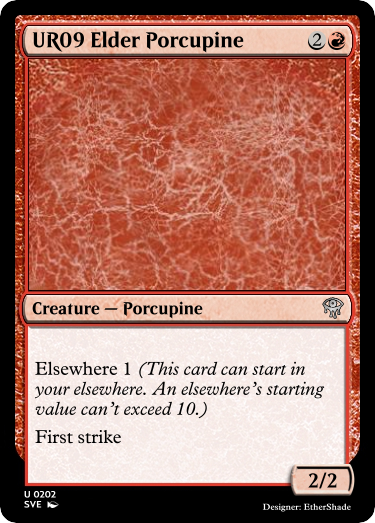 UR09 Elder Porcupine 2
Creature — Porcupine
Elsewhere 1 (This card can start in
your elsewhere. An elsewhere's starting
value can't exceed 10.)
First strike
2/2
U 0202
SVE
Designer: EtherShade